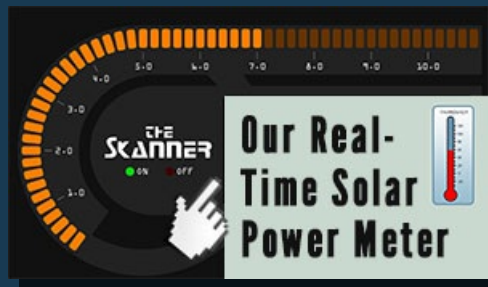 5.0 6.0 7.0 8.0 9.0 10.0
4.0
3.0
2.0
1.0
THE
SKANNER
ON OFF
Our Real-
Time Solar
Power Meter